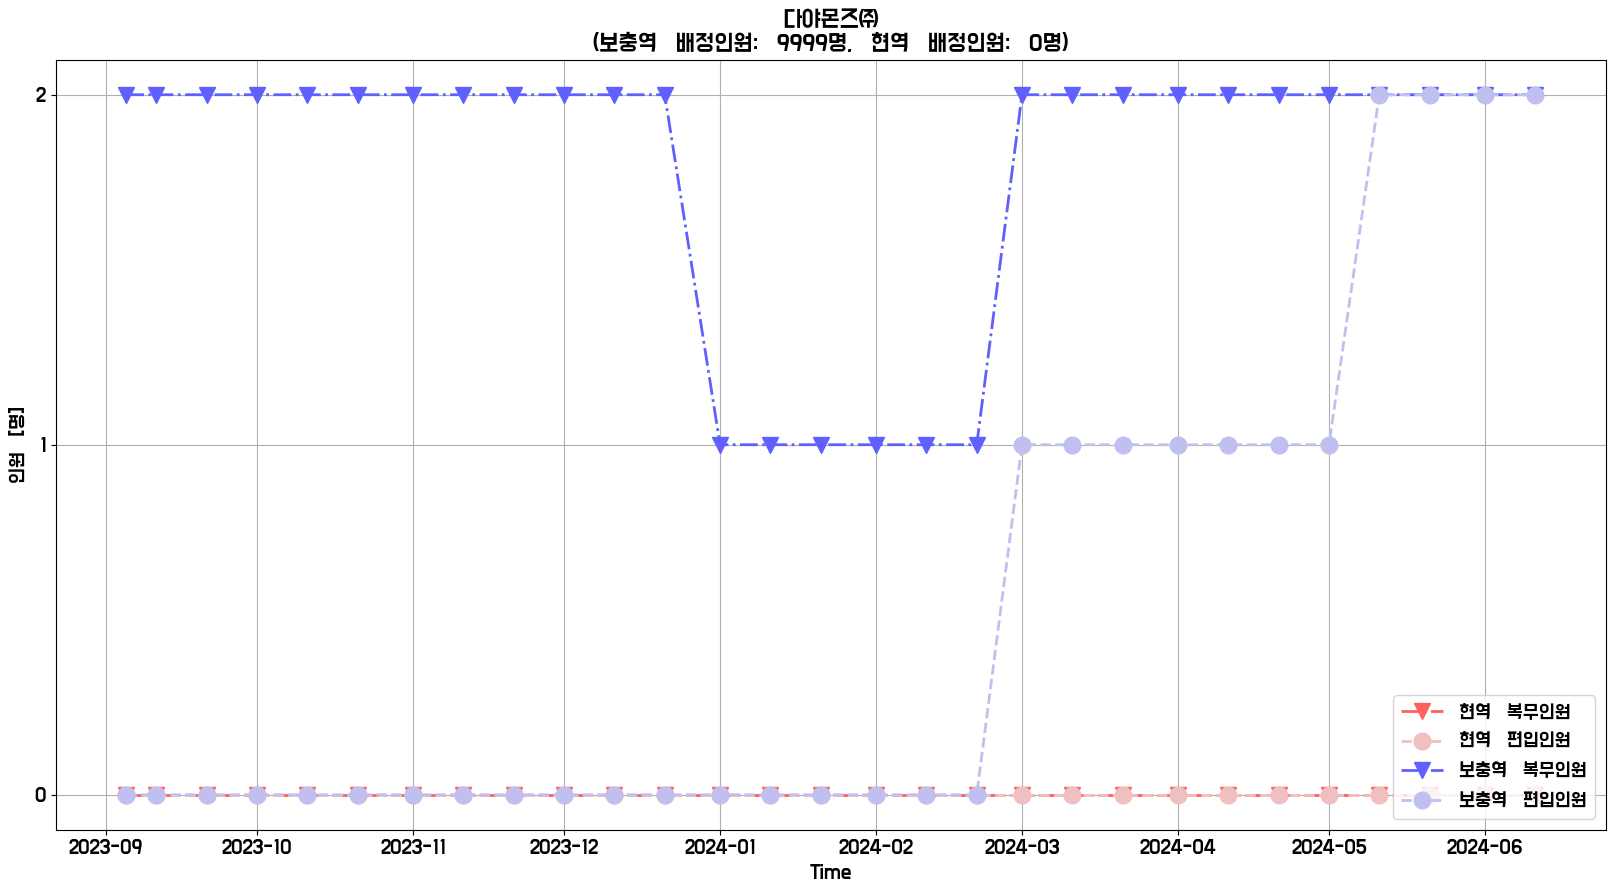 다야몬즈㈜
(보충역 배정인원: 9999명, 현역 배정인원: 0명)
인원 [명]
2
1
0
현역 복무인원
현역 편입인원
보충역 복무인원
보충역 편입인원
2023-09 2023-10 2023-11 2023-12 2024-01 2024-02 2024-03 2024-04 2024-05 2024-06
Time